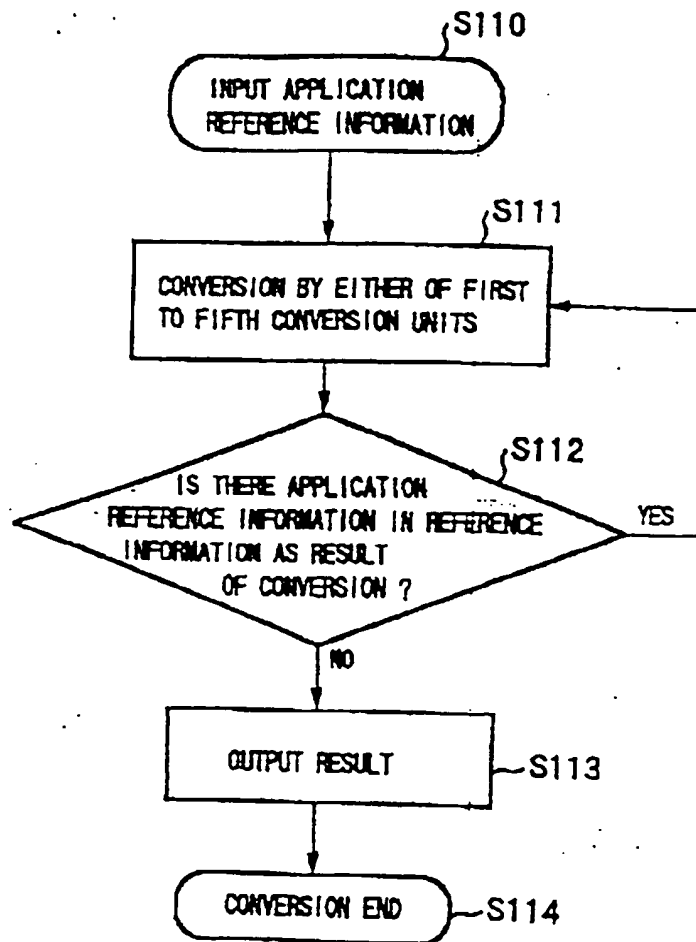 S110
INPUT APPLICATION
REFERENCE INFORMATION
S111
CONVERSION BY EITHER OF FIRST
TO FIFTH CONVERSION UNITS
S112
IS THERE APPLICATION
REFERENCE INFORMATION IN REFERENCE
INFORMATION AS RESULT
OF CONVERSION ?
YES
NO
OUTPUT RESULT
S113
CONVERSION END
S114